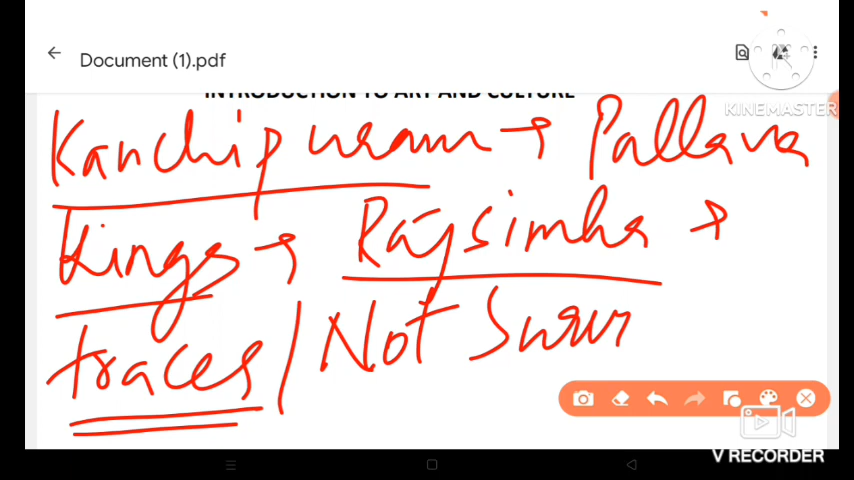 Document (1).pdf
KINEMASTER
INTRODUCTION TO ART AND CULTURE
Kanchipuram → Pallava
Kings → Rajsimha →
traces / Not Surv
V RECORDER